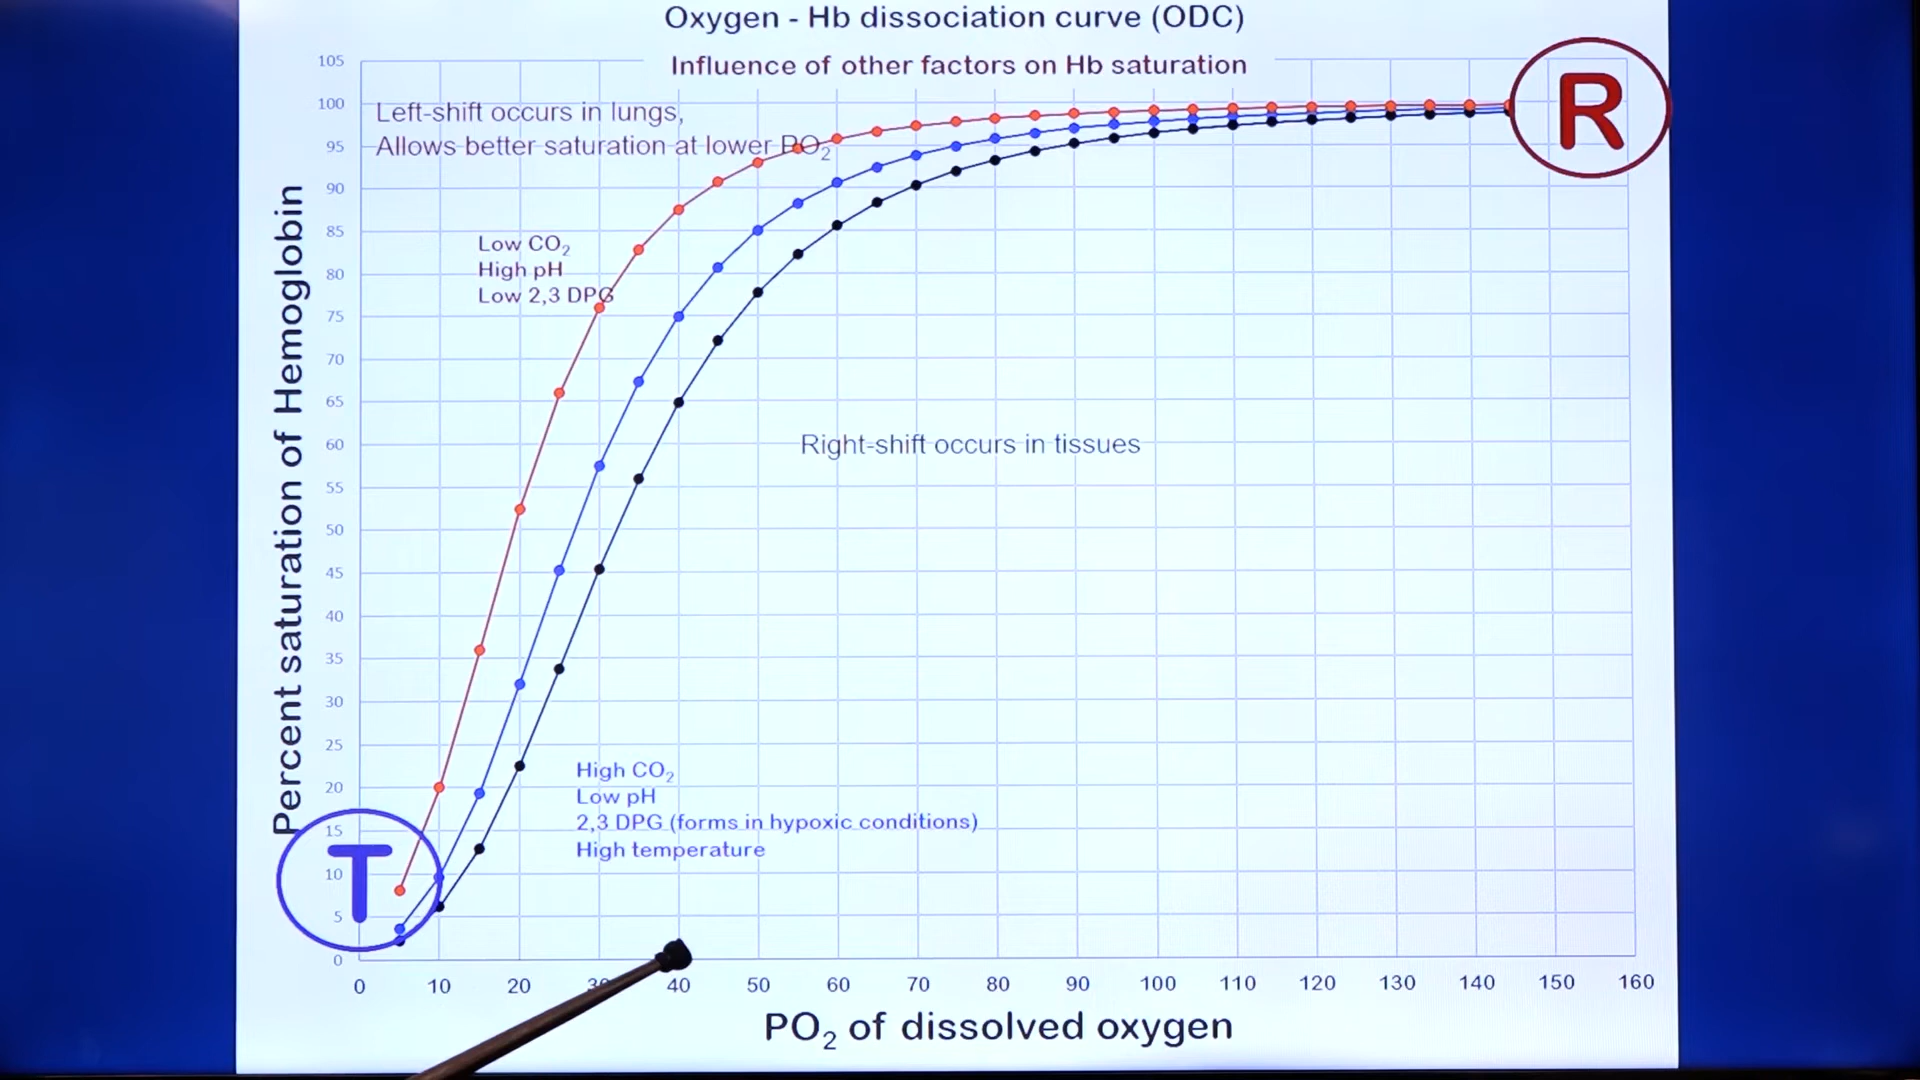 Oxygen - Hb dissociation curve (ODC)
Influence of other factors on Hb saturation
Left-shift occurs in lungs,
Allows better saturation at lower PO₂
R
Low CO₂
High pH
Low 2,3 DPG
Right-shift occurs in tissues
High CO₂
Low pH
2,3 DPG (forms in hypoxic conditions)
High temperature
T
Percent saturation of Hemoglobin
105
100
95
90
85
80
75
70
65
60
55
50
45
40
35
30
25
20
15
10
5
0
0 10 20 30 40 50 60 70 80 90 100 110 120 130 140 150 160
PO₂ of dissolved oxygen